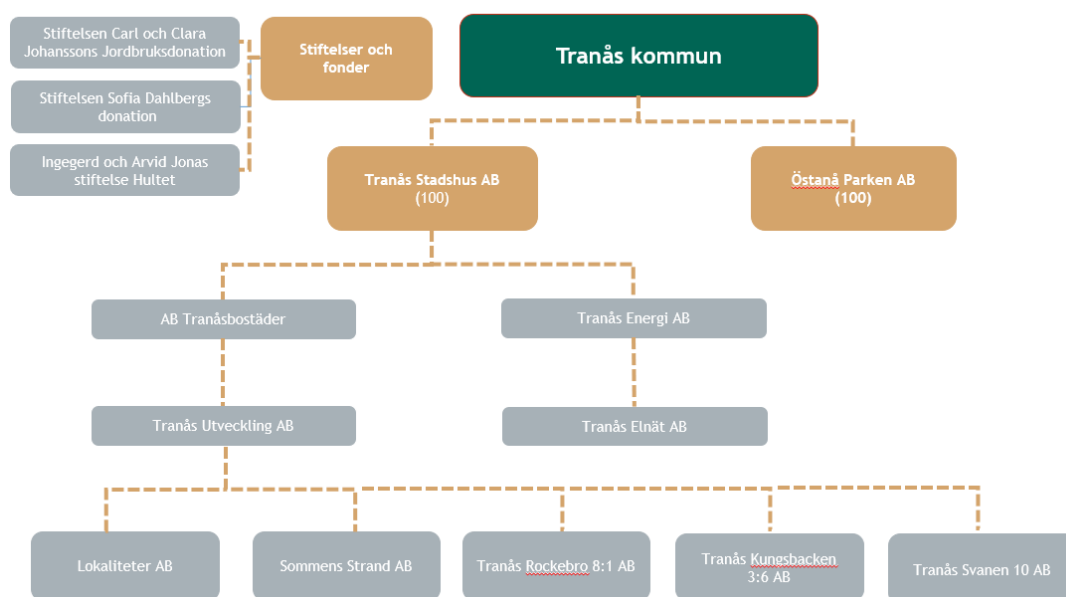 Stiftelsen Carl och Clara
Johanssons Jordbruksdonation
Stiftelser och
fonder
Tranås kommun
Stiftelsen Sofia Dahlbergs
donation
Ingegerd och Arvid Jonas
stiftelse Hultet
Tranås Stadshus AB
(100)
Östanå Parken AB
(100)
AB Tranåsbostäder
Tranås Energi AB
Tranås Utveckling AB
Tranås Elnät AB
Lokaliteter AB
Sommens Strand AB
Tranås Rockebro 8:1 AB
Tranås Kungsbacken
3:6 AB
Tranås Svanen 10 AB